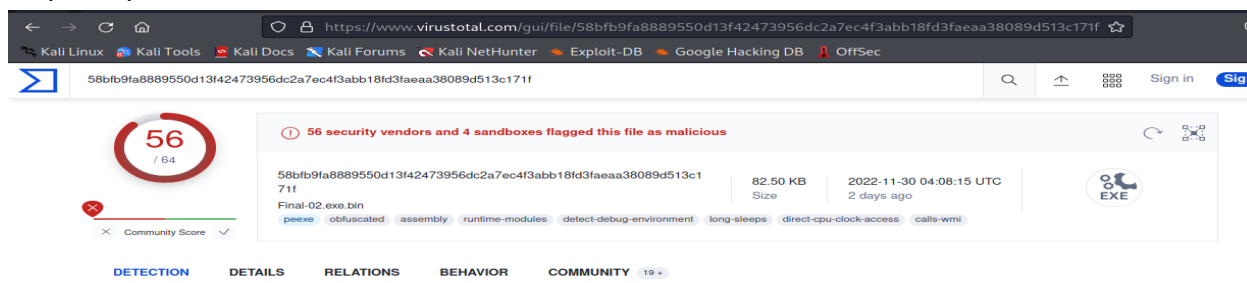 https://www.virustotal.com/gui/file/58bfb9fa8889550d13f42473956dc2a7ec4f3abb18fd3faeaa38089d513c171f
Kali Linux Kali Tools Kali Docs Kali Forums Kali NetHunter Exploit-DB Google Hacking DB OffSec
58bfb9fa8889550d13f42473956dc2a7ec4f3abb18fd3faeaa38089d513c171f Sign in Sig
56 / 64
56 security vendors and 4 sandboxes flagged this file as malicious
58bfb9fa8889550d13f42473956dc2a7ec4f3abb18fd3faeaa38089d513c1
71f
Final-02.exe.bin
82.50 KB
Size
2022-11-30 04:08:15 UTC
2 days ago
EXE
peexe obfuscated assembly runtime-modules detect-debug-environment long-sleeps direct-cpu-clock-access calls-wmi
Community Score
DETECTION DETAILS RELATIONS BEHAVIOR COMMUNITY 19 +